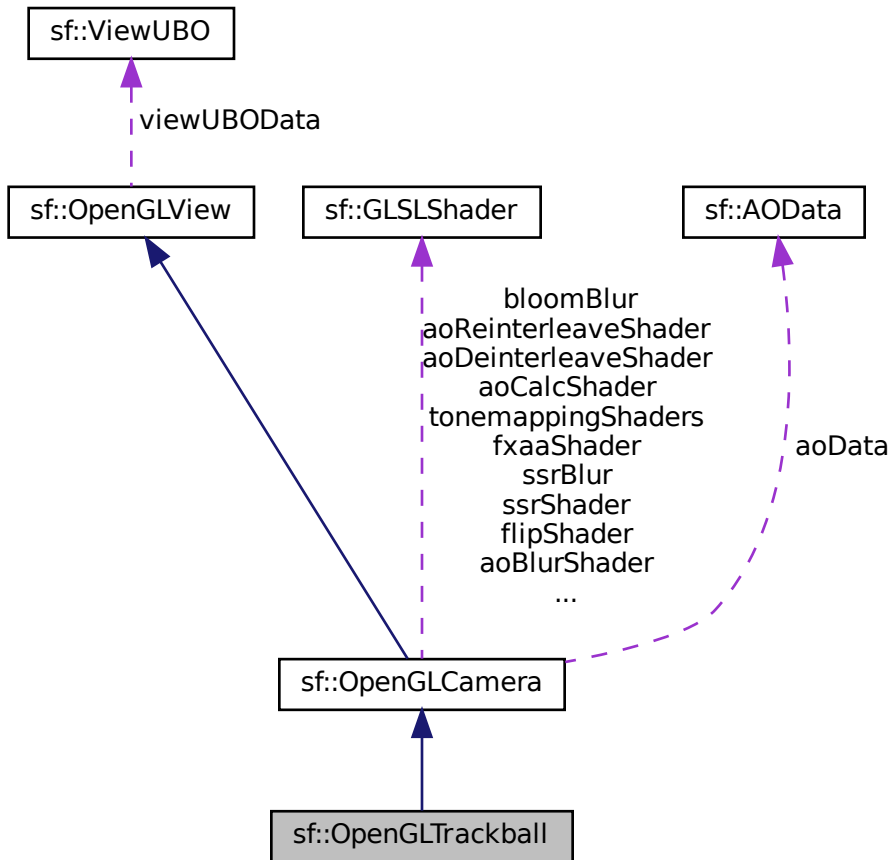 sf::ViewUBO
viewUBOData
sf::OpenGLView
sf::GLSLShader
sf::AOData
bloomBlur
aoReinterleaveShader
aoDeinterleaveShader
aoCalcShader
tonemappingShaders
fxaaShader
ssrBlur
ssrShader
flipShader
aoBlurShader
...
aoData
sf::OpenGLCamera
sf::OpenGLTrackball